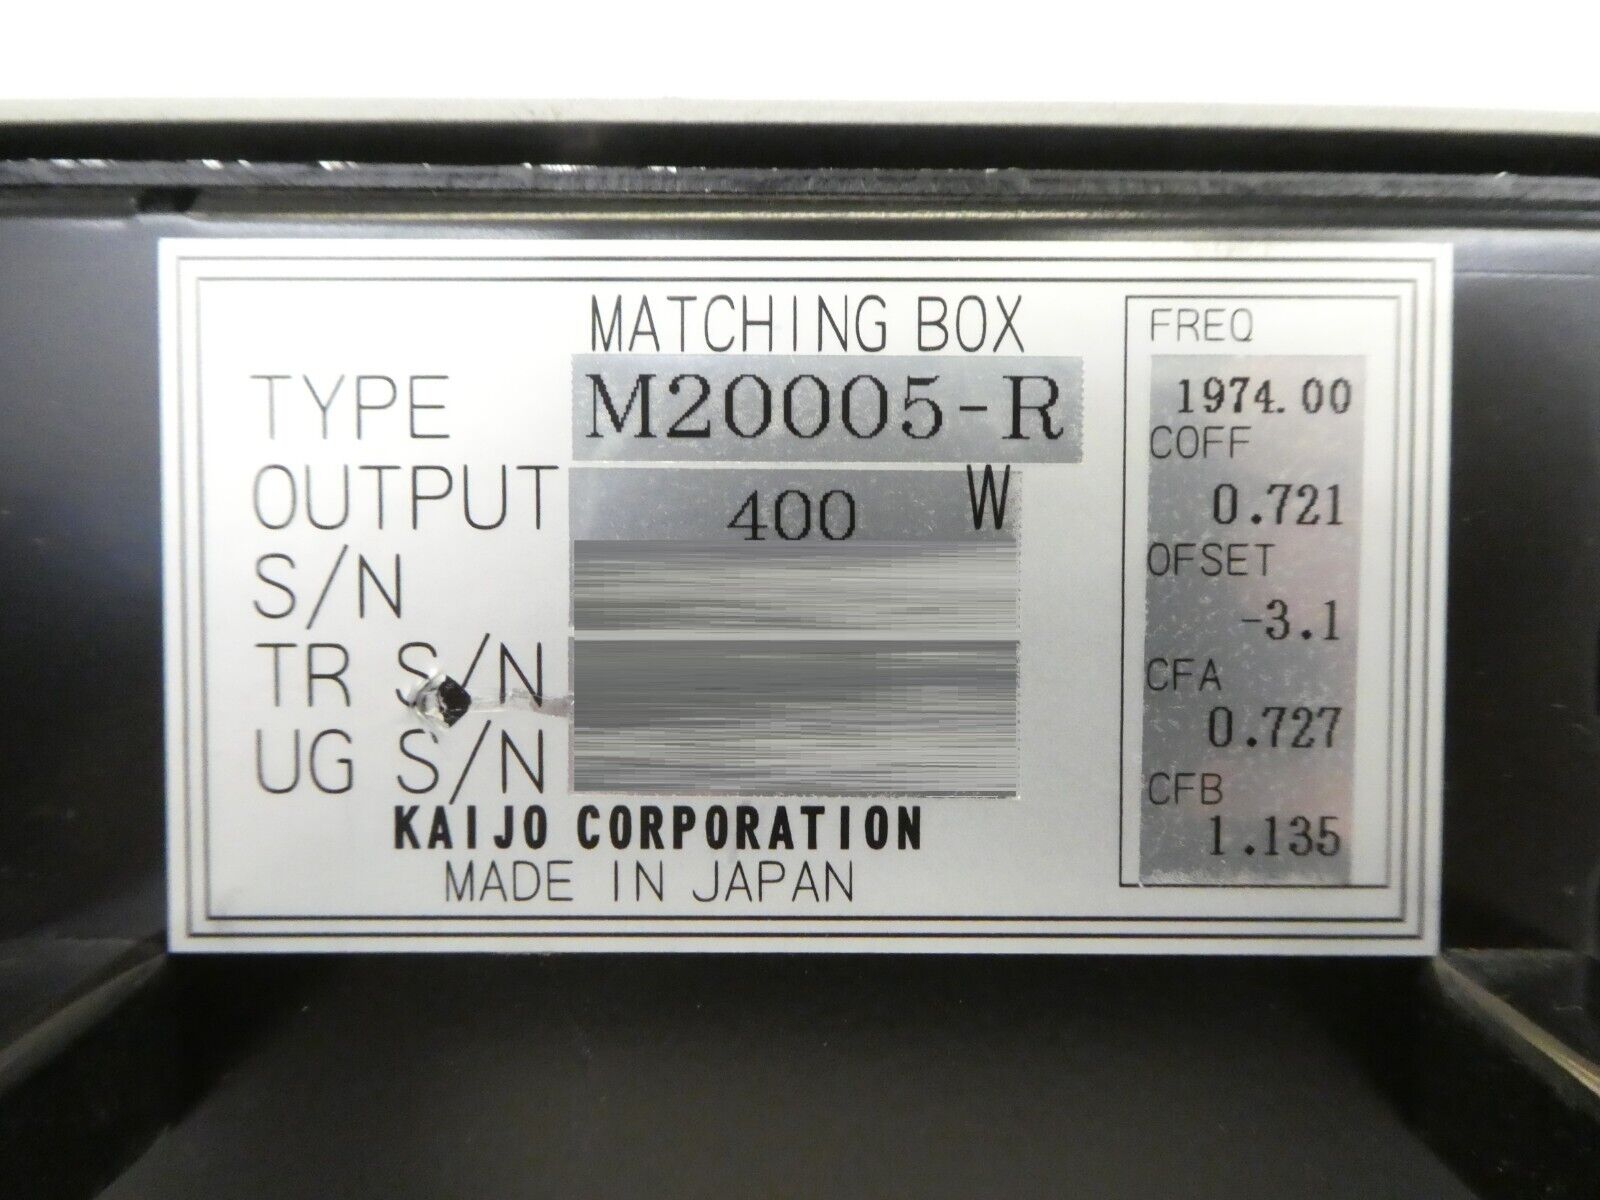 MATCHING BOX
TYPE M20005-R
OUTPUT 400 W
S/N
TR S/N
UG S/N
KAIJO CORPORATION
MADE IN JAPAN
FREQ
1974.00
COFF
0.721
OFSET
-3.1
CFA
0.727
CFB
1.135